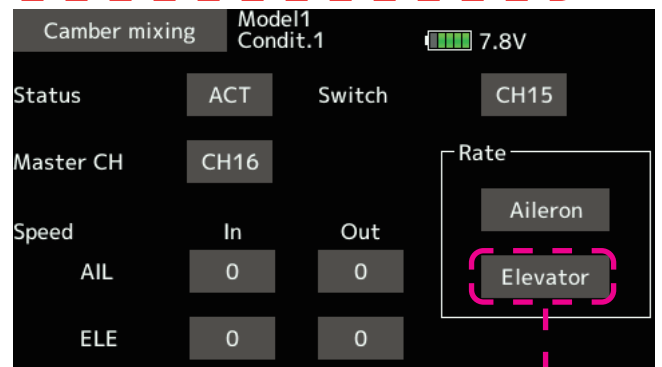 Camber mixing Model1
Condit.1 7.8V
Status ACT Switch CH15
Master CH CH16 Rate
Aileron
Speed In Out
AIL 0 0 Elevator
ELE 0 0